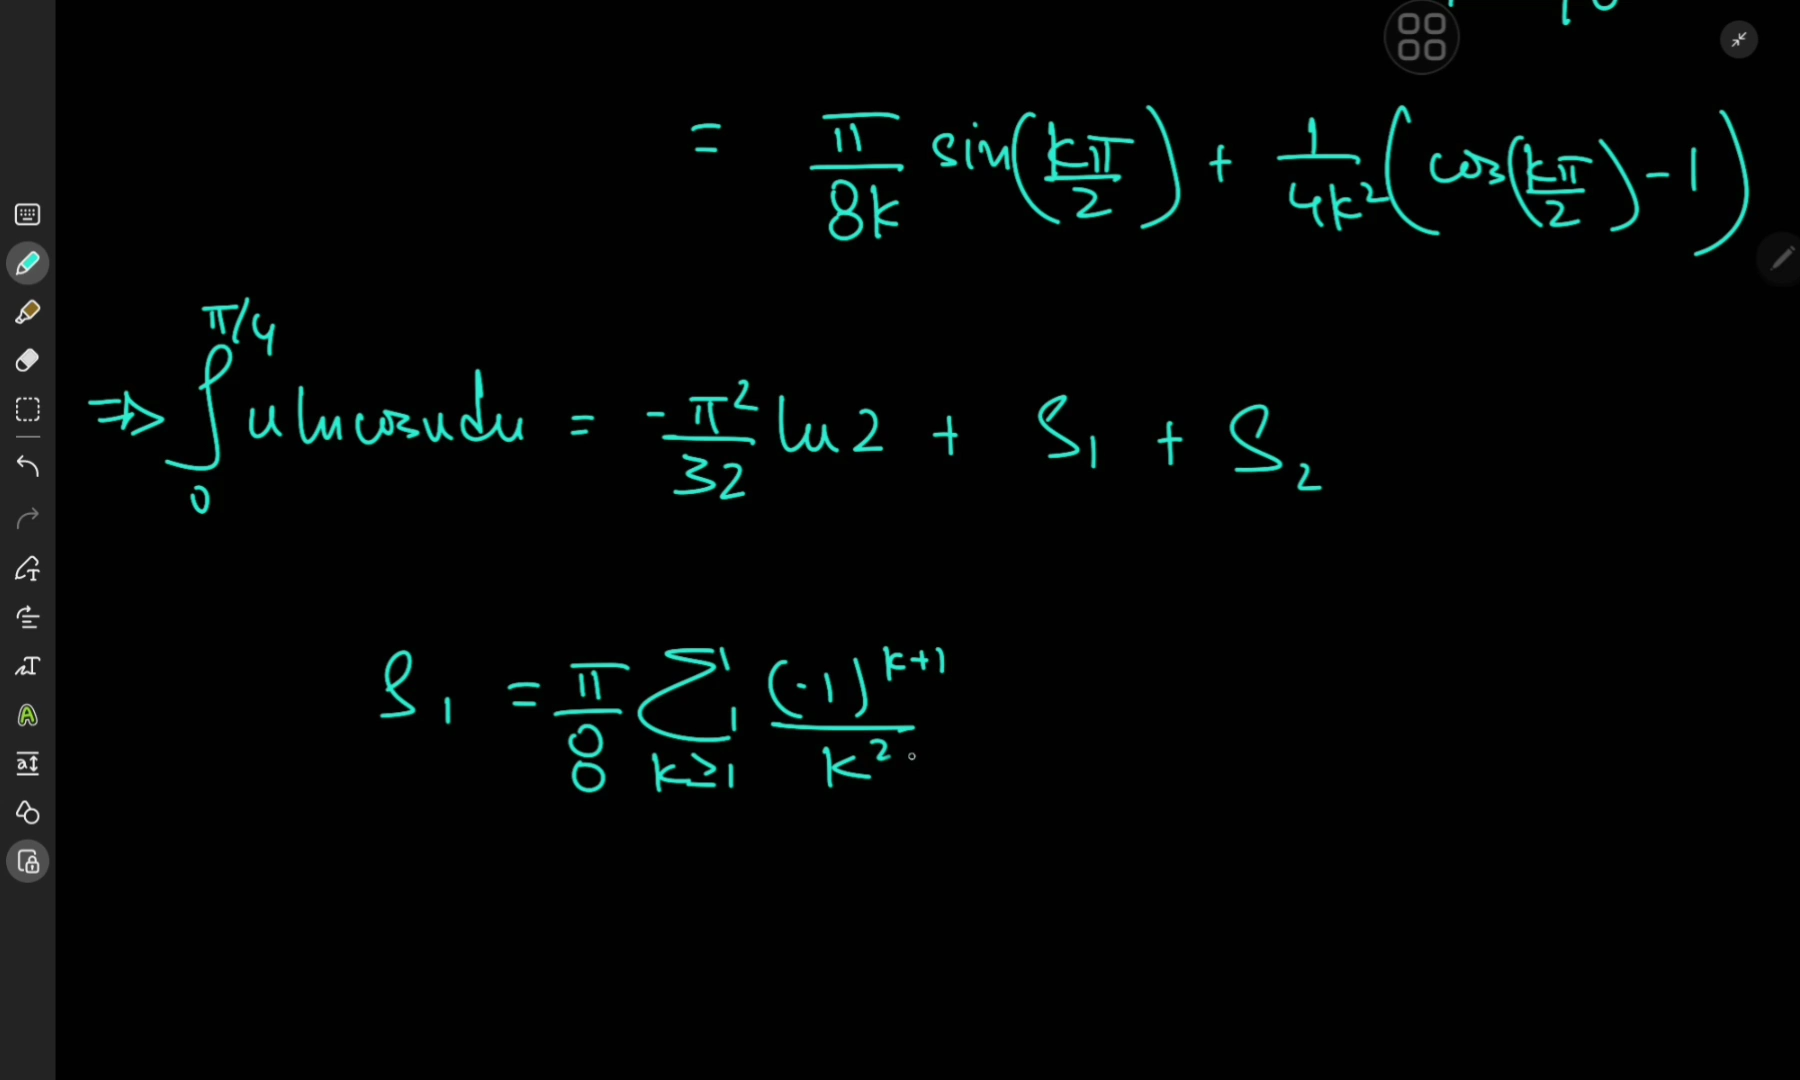 = π/8k sin(kπ/2) + 1/4k² (cos(kπ/2) - 1)
⇒ ∫₀^{π/4} u ln cos u du = -π²/32 ln 2 + S₁ + S₂
S₁ = π/8 Σ_{k≥1} (-1)^{k+1}/k²